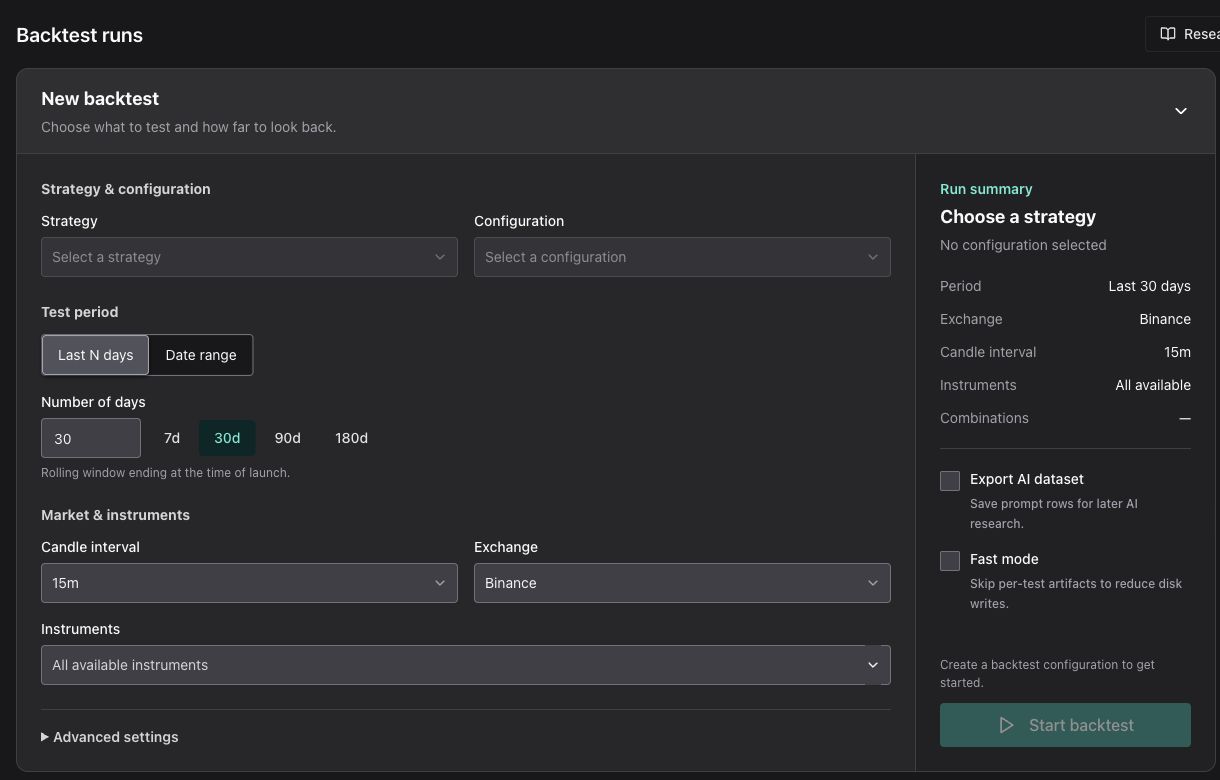 Backtest runs
New backtest
Choose what to test and how far to look back.
Strategy & configuration
Strategy
Configuration
Select a strategy
Select a configuration
Test period
Last N days
Date range
Number of days
30
7d
30d
90d
180d
Rolling window ending at the time of launch.
Market & instruments
Candle interval
Exchange
15m
Binance
Instruments
All available instruments
Advanced settings
Run summary
Choose a strategy
No configuration selected
Period Last 30 days
Exchange Binance
Candle interval 15m
Instruments All available
Combinations —
Export AI dataset
Save prompt rows for later AI
research.
Fast mode
Skip per-test artifacts to reduce disk
writes.
Create a backtest configuration to get
started.
Start backtest